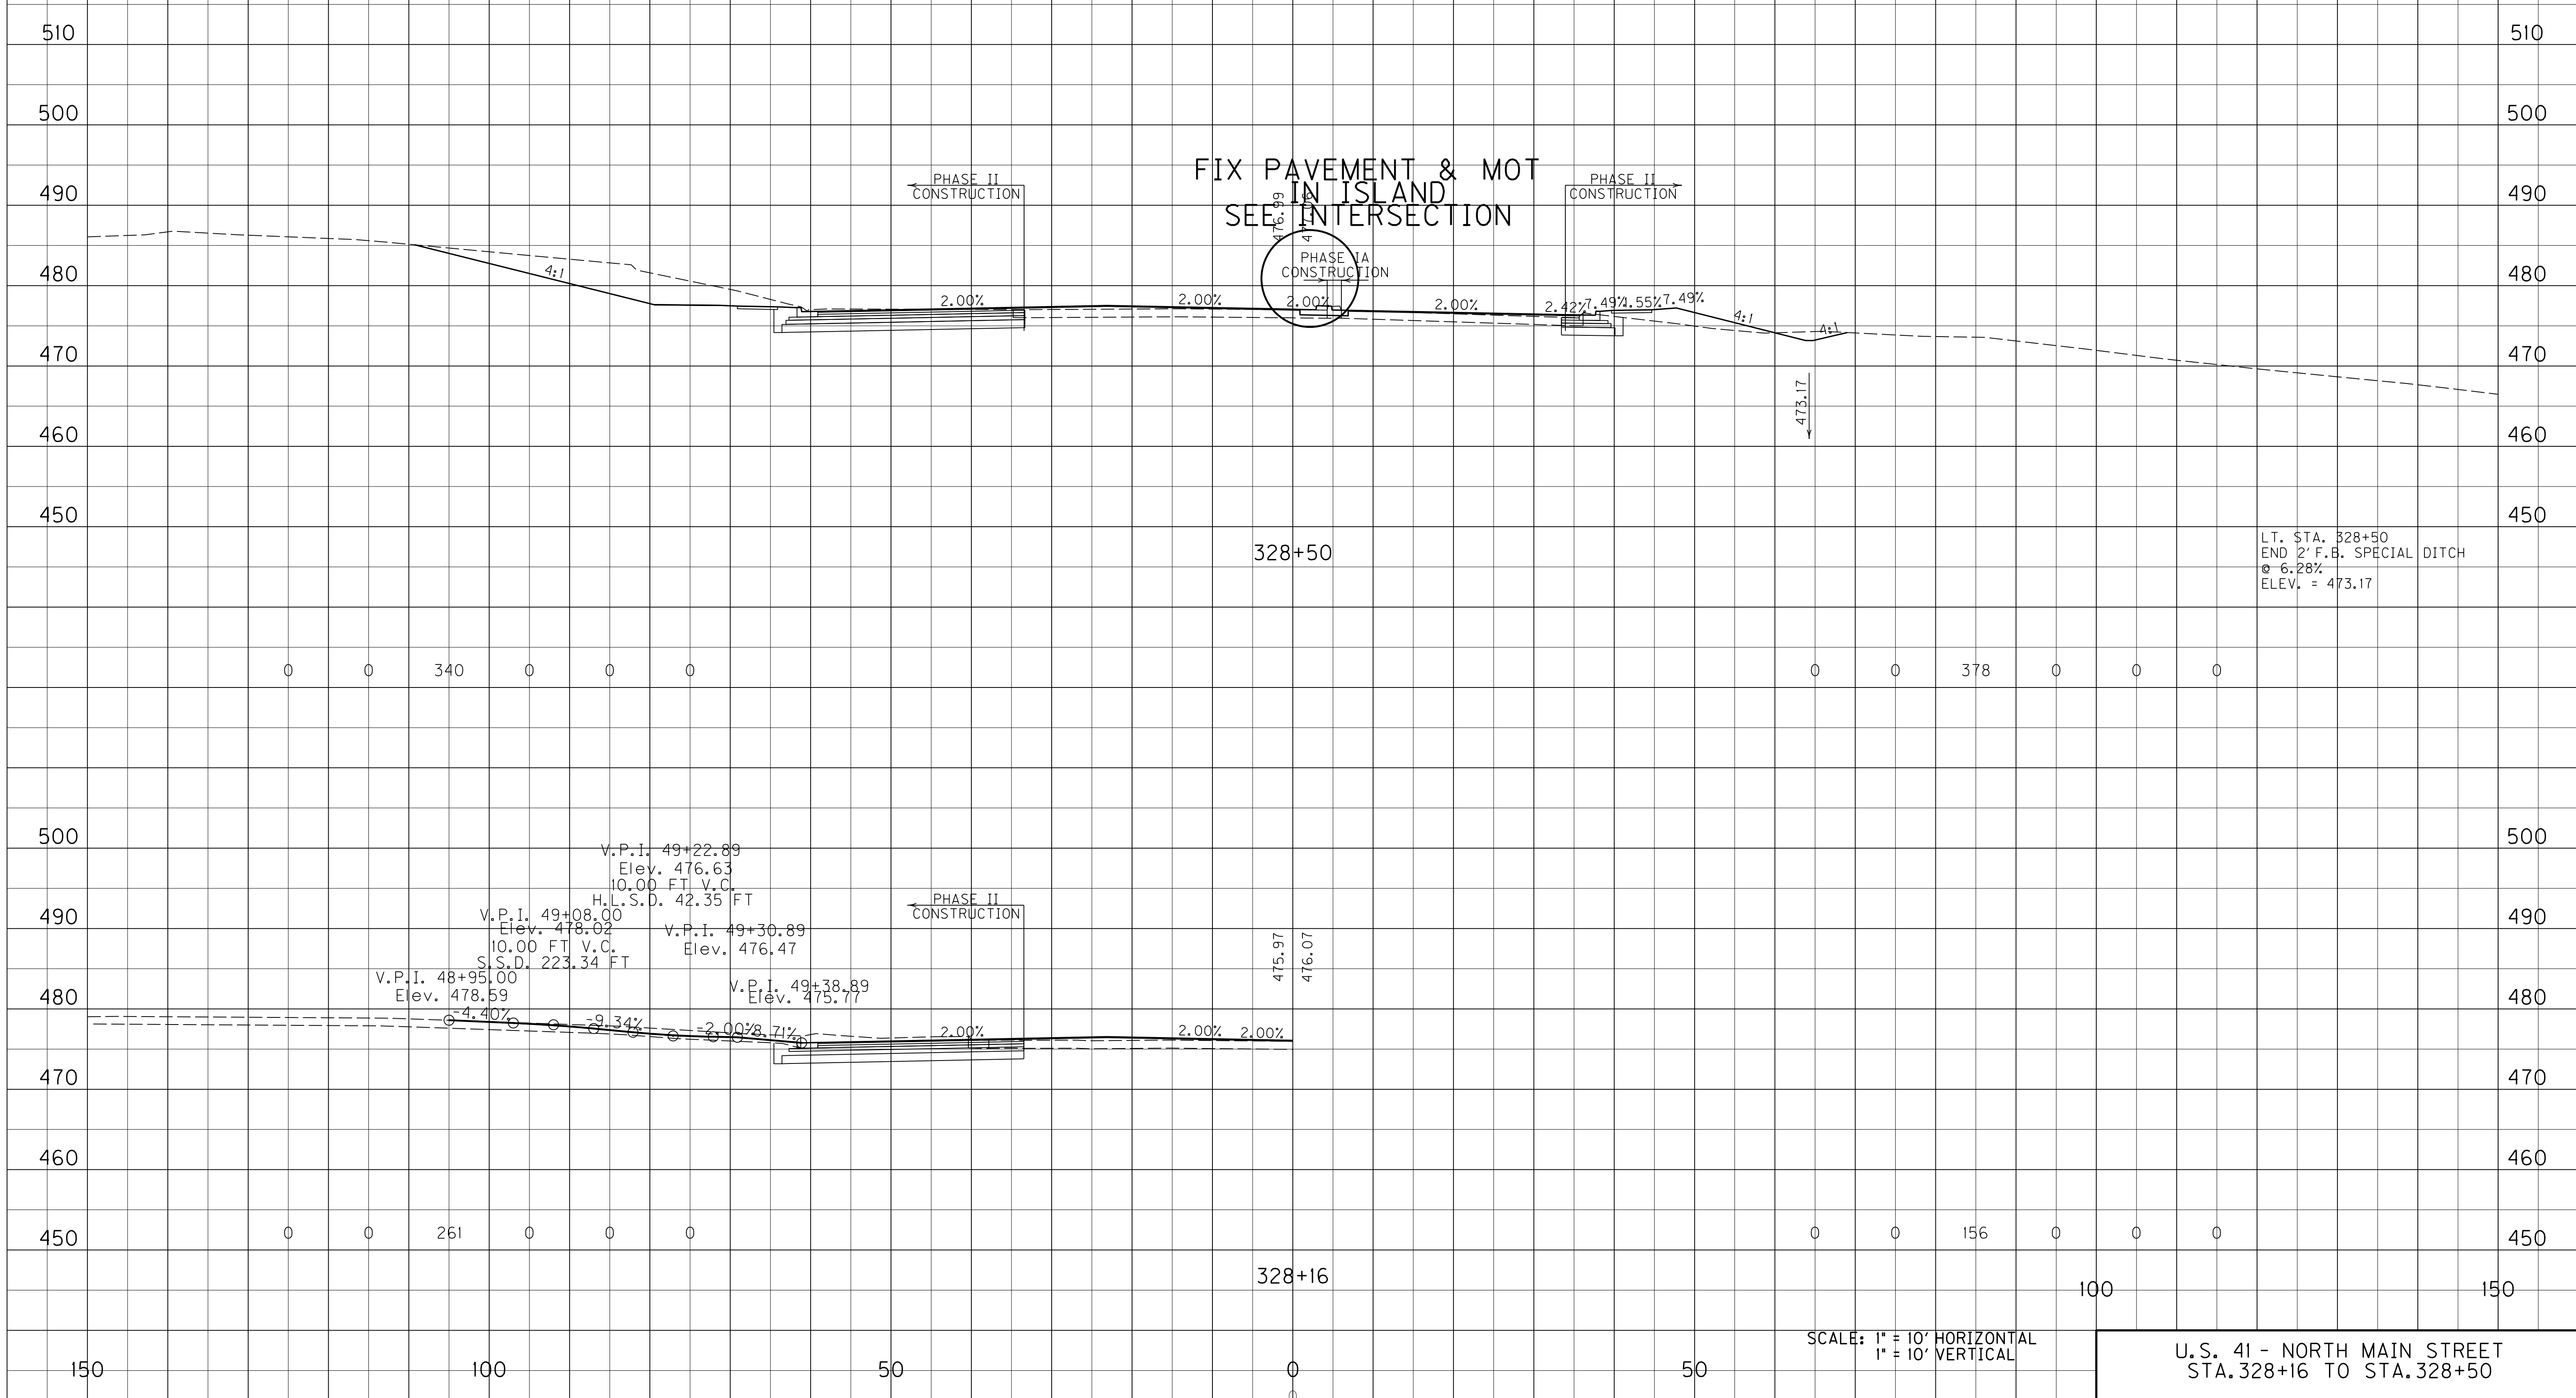 510
510
500
500
FIX PAVEMENT & MOT
IN ISLAND
SEE INTERSECTION
PHASE II
CONSTRUCTION
PHASE II
CONSTRUCTION
490
490
476.99
477.06
PHASE IA
CONSTRUCTION
480
480
4:1
2.00%
2.00%
2.00%
2.00%
2.42%
7.49%
.55%
7.49%
4:1
4:1
470
470
473.17
460
460
450
450
328+50
LT. STA. 328+50
END 2' F.B. SPECIAL DITCH
@ 6.28%
ELEV. = 473.17
0 0 340 0 0 0
0 0 378 0 0 0
500
500
V.P.I. 49+22.89
Elev. 476.63
10.00 FT V.C.
H.L.S.D. 42.35 FT
PHASE II
CONSTRUCTION
490
490
V.P.I. 49+08.00
Elev. 478.02
10.00 FT V.C.
S.S.D. 223.34 FT
V.P.I. 49+30.89
Elev. 476.47
475.97
476.07
V.P.I. 48+95.00
Elev. 478.59
V.P.I. 49+38.89
Elev. 475.77
480
480
-4.40%
-9.34%
-2.00%
-8.71%
2.00%
2.00%
2.00%
470
470
460
460
0 0 261 0 0 0
0 0 156 0 0 0
450
450
328+16
100
150
SCALE: 1" = 10' HORIZONTAL
1" = 10' VERTICAL
150
100
50
0
50
U.S. 41 - NORTH MAIN STREET
STA.328+16 TO STA.328+50